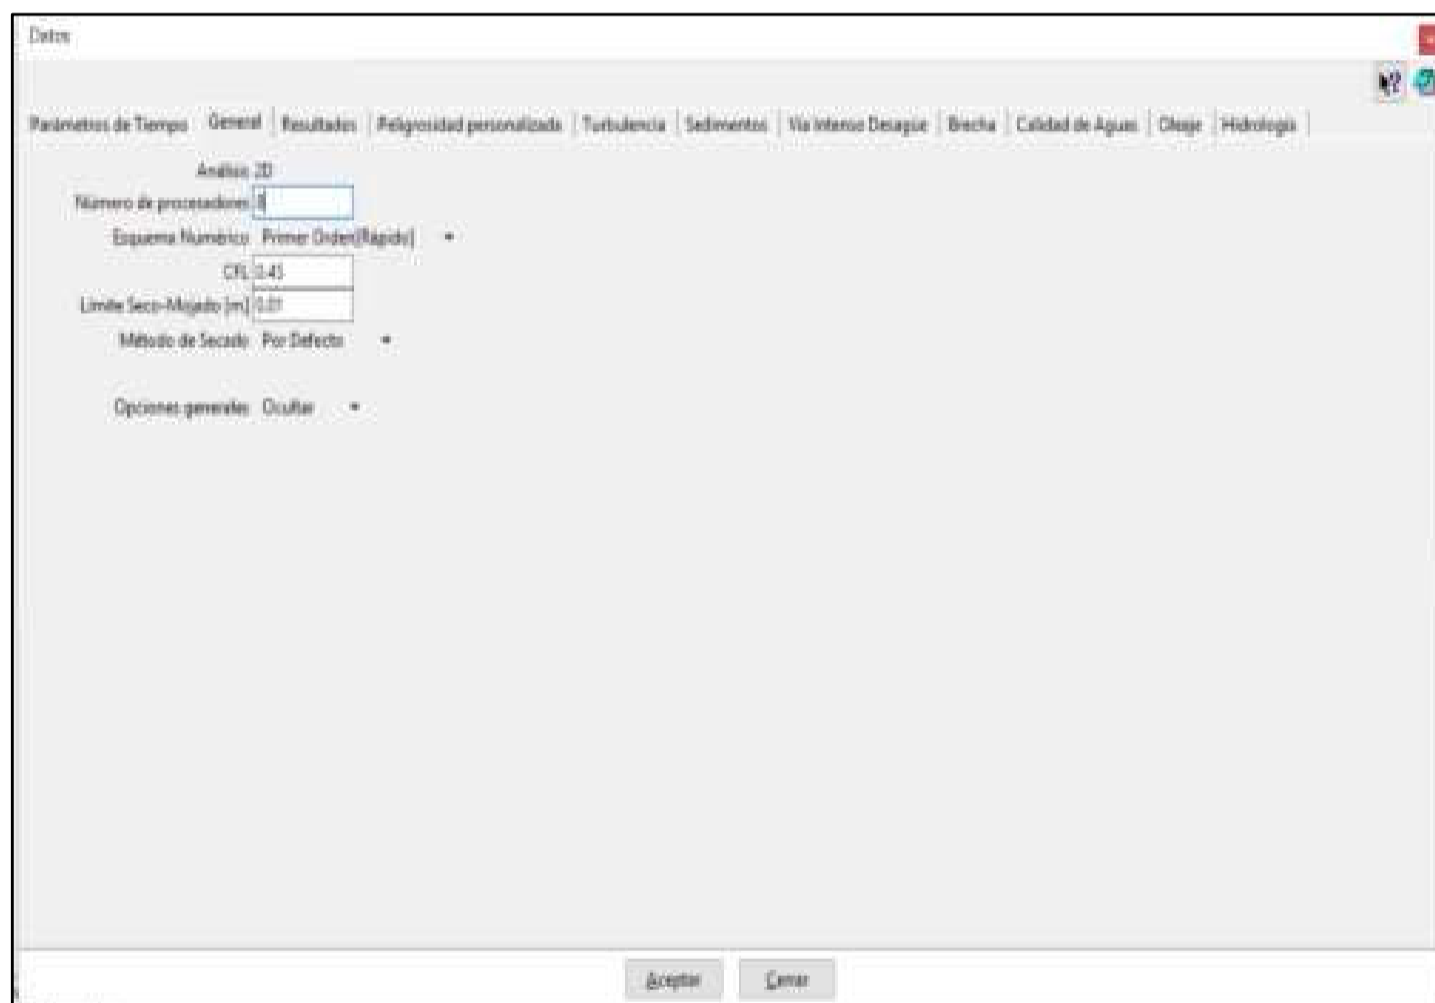 Datos
Parámetros de Tiempo General Resultados Peligrosidad personalizada Turbulencia Sedimentos Vía Intenso Desagüe Brecha Calidad de Aguas Oleaje Hidrología
Análisis 2D
Número de procesadores 8
Esquema Numérico Primer Orden(Rápido)
CFL 0.45
Límite Seco-Mojado [m] 0.01
Método de Secado Por Defecto
Opciones generales Ocultar
Aceptar Cerrar